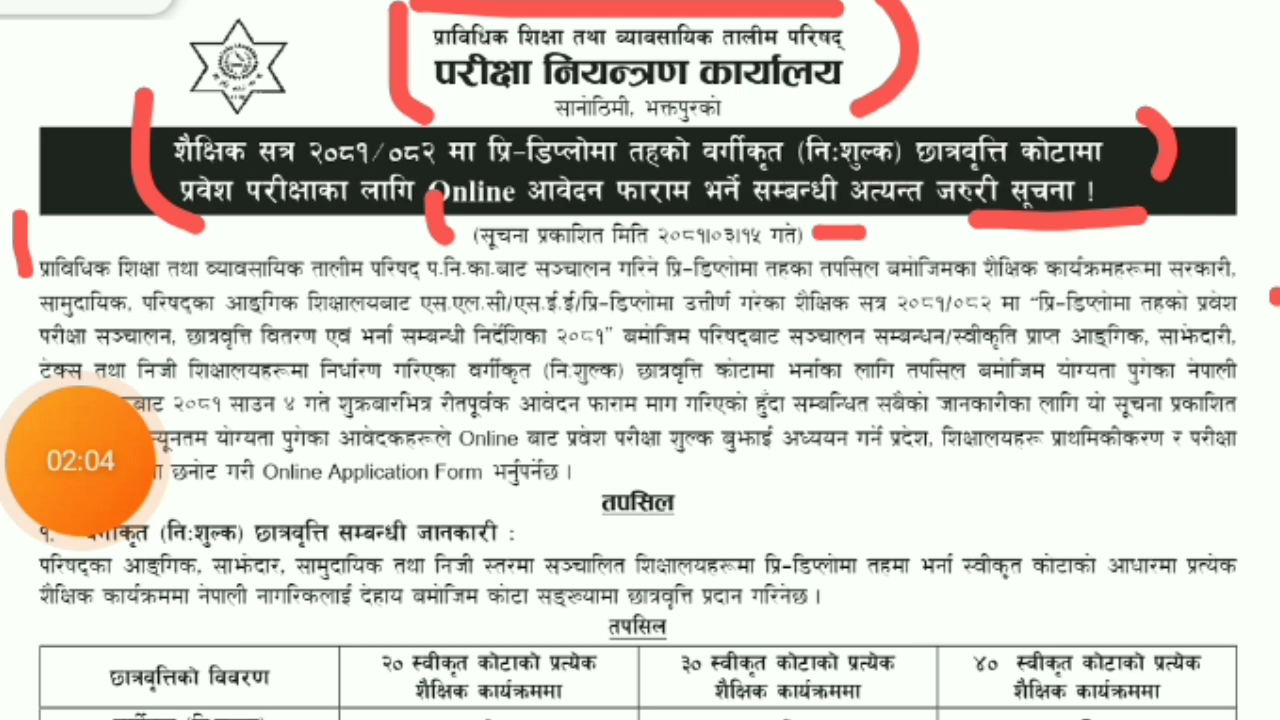 प्राविधिक शिक्षा तथा व्यावसायिक तालीम परिषद्
परीक्षा नियन्त्रण कार्यालय
सानोठिमी, भक्तपुरको
शैक्षिक सत्र २०८१/०८२ मा प्रि-डिप्लोमा तहको वर्गीकृत (निःशुल्क) छात्रवृत्ति कोटामा
प्रवेश परीक्षाका लागि Online आवेदन फाराम भर्ने सम्बन्धी अत्यन्त जरुरी सूचना !
(सूचना प्रकाशित मिति २०८१।०३।१५ गते)
प्राविधिक शिक्षा तथा व्यावसायिक तालीम परिषद् प.नि.का.बाट सञ्चालन गरिने प्रि-डिप्लोमा तहका तपसिल बमोजिमका शैक्षिक कार्यक्रमहरूमा सरकारी,
सामुदायिक, परिषद्का आङ्गिक शिक्षालयबाट एस.एल.सी/एस.ई.ई/प्रि-डिप्लोमा उत्तीर्ण गरेका शैक्षिक सत्र २०८१/०८२ मा "प्रि-डिप्लोमा तहको प्रवेश
परीक्षा सञ्चालन, छात्रवृत्ति वितरण एवं भर्ना सम्बन्धी निर्देशिका २०८१" बमोजिम परिषद्बाट सञ्चालन सम्बन्धन/स्वीकृति प्राप्त आङ्गिक, साझेदारी,
टेक्स तथा निजी शिक्षालयहरूमा निर्धारण गरिएका वर्गीकृत (नि:शुल्क) छात्रवृत्ति कोटामा भर्नाका लागि तपसिल बमोजिम योग्यता पुगेका नेपाली
बाट २०८१ साउन ४ गते शुक्रबारभित्र रीतपूर्वक आवेदन फाराम माग गरिएको हुँदा सम्बन्धित सबैको जानकारीका लागि यो सूचना प्रकाशित
यूनतम योग्यता पुगेका आवेदकहरूले Online बाट प्रवेश परीक्षा शुल्क बुझाई अध्ययन गर्ने प्रदेश, शिक्षालयहरू प्राथमिकीकरण र परीक्षा
02:04
छनोट गरी Online Application Form भर्नुपर्नेछ ।
तपसिल
१. वर्गीकृत (नि:शुल्क) छात्रवृत्ति सम्बन्धी जानकारी :
परिषद्का आङ्गिक, साझेदार, सामुदायिक तथा निजी स्तरमा सञ्चालित शिक्षालयहरूमा प्रि-डिप्लोमा तहमा भर्ना स्वीकृत कोटाको आधारमा प्रत्येक
शैक्षिक कार्यक्रममा नेपाली नागरिकलाई देहाय बमोजिम कोटा सङ्ख्यामा छात्रवृत्ति प्रदान गरिनेछ ।
तपसिल
छात्रवृत्तिको विवरण
२० स्वीकृत कोटाको प्रत्येक
शैक्षिक कार्यक्रममा
३० स्वीकृत कोटाको प्रत्येक
शैक्षिक कार्यक्रममा
४० स्वीकृत कोटाको प्रत्येक
शैक्षिक कार्यक्रममा